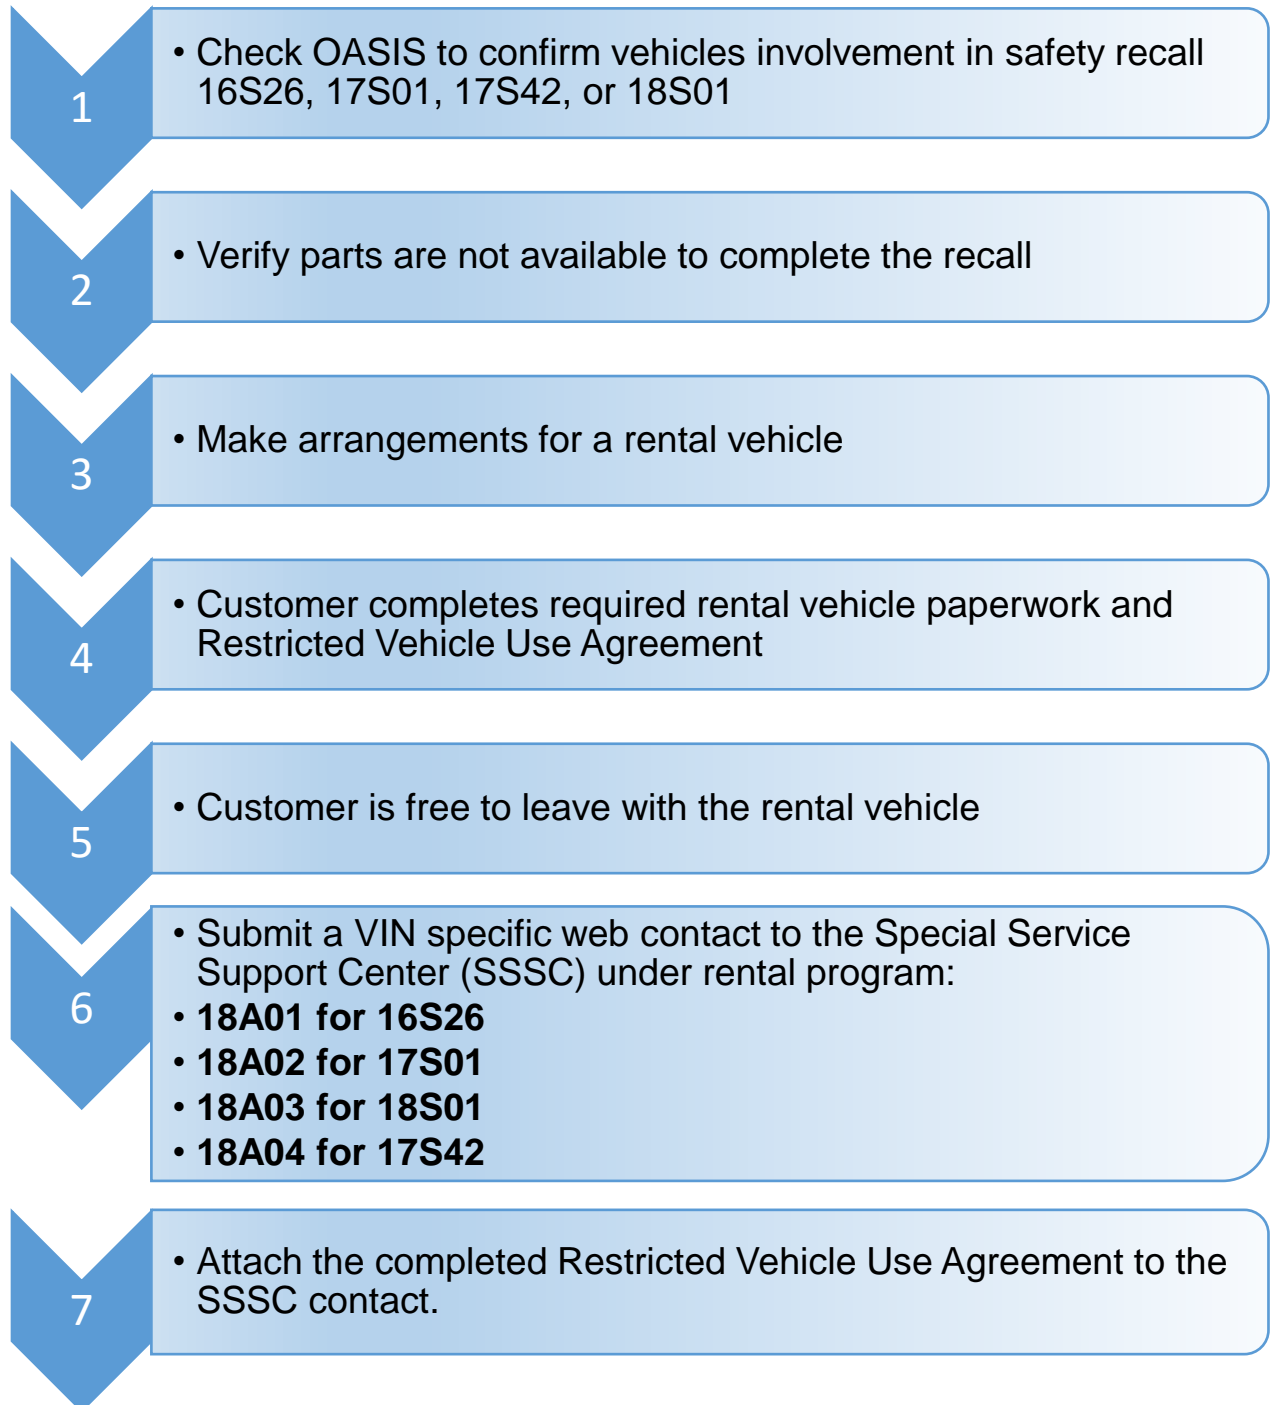 1
• Check OASIS to confirm vehicles involvement in safety recall
16S26, 17S01, 17S42, or 18S01
2
• Verify parts are not available to complete the recall
3
• Make arrangements for a rental vehicle
4
• Customer completes required rental vehicle paperwork and
Restricted Vehicle Use Agreement
5
• Customer is free to leave with the rental vehicle
6
• Submit a VIN specific web contact to the Special Service
Support Center (SSSC) under rental program:
• 18A01 for 16S26
• 18A02 for 17S01
• 18A03 for 18S01
• 18A04 for 17S42
7
• Attach the completed Restricted Vehicle Use Agreement to the
SSSC contact.